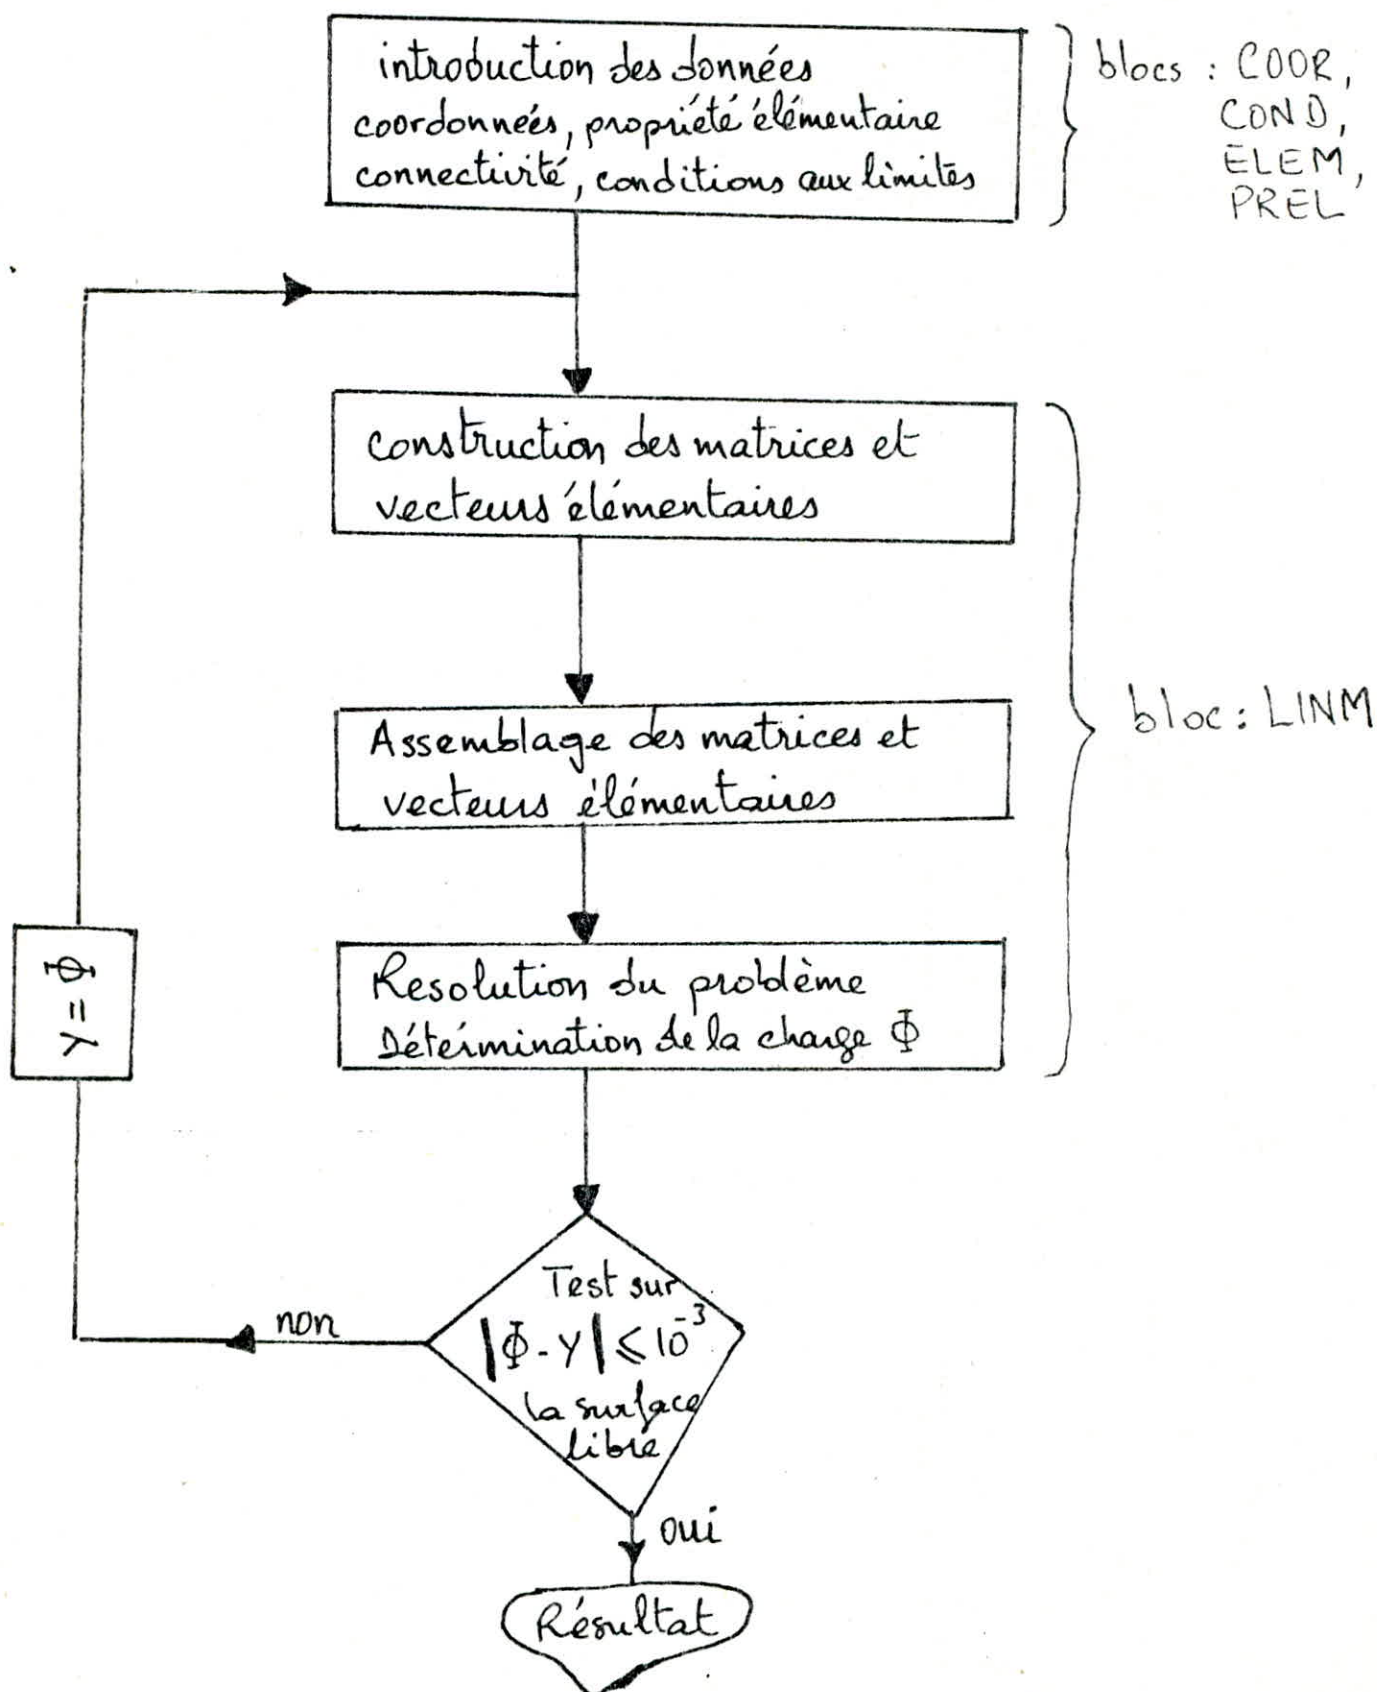 introduction des données
coordonnées, propriété élémentaire
connectivité, conditions aux limités
blocs : COOR,
COND,
ELEM,
PREL
construction des matrices et
vecteurs élémentaires
Assemblage des matrices et
vecteurs élémentaires
bloc : LINM
Resolution du problème
Détérmination de la charge Φ
Y = Φ
Test sur
|Φ - Y| ≤ 10⁻³
la surface
libre
non
oui
Résultat